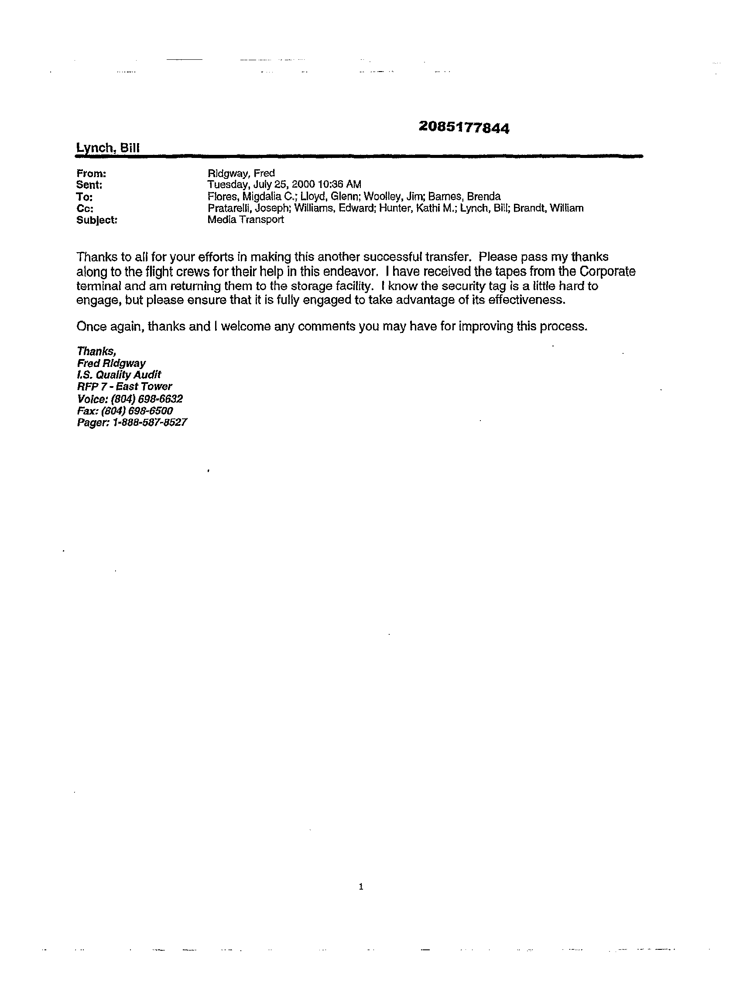 2085177844
Lynch, Bill
From: Ridgway, Fred
Sent: Tuesday, July 25, 2000 10:36 AM
To: Flores, Migdalia C.; Lloyd, Glenn; Woolley, Jim; Barnes, Brenda
Cc: Pratarelli, Joseph; Williams, Edward; Hunter, Kathi M.; Lynch, Bill; Brandt, William
Subject: Media Transport
Thanks to all for your efforts in making this another successful transfer. Please pass my thanks
along to the flight crews for their help in this endeavor. I have received the tapes from the Corporate
terminal and am returning them to the storage facility. I know the security tag is a little hard to
engage, but please ensure that it is fully engaged to take advantage of its effectiveness.
Once again, thanks and I welcome any comments you may have for improving this process.
Thanks,
Fred Ridgway
I.S. Quality Audit
RFP 7 - East Tower
Voice: (804) 698-6632
Fax: (804) 698-6500
Pager: 1-888-587-8527
1